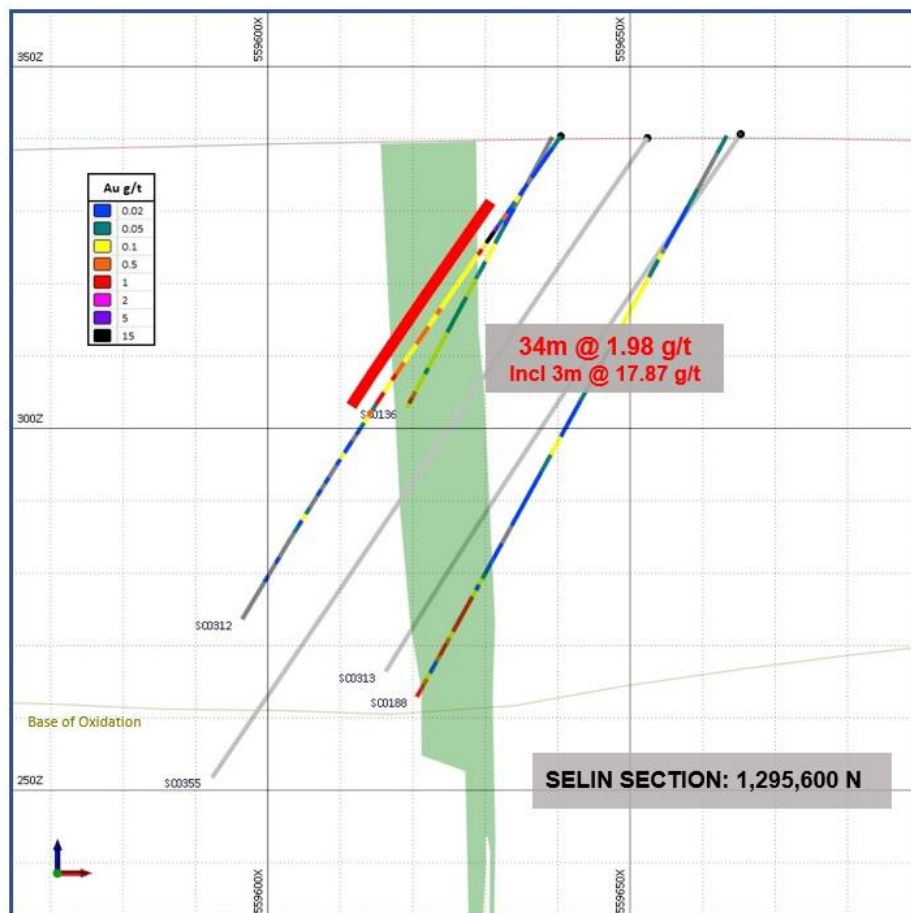 559600X
559650X
350Z
Au g/t
0.02
0.05
0.1
0.5
1
2
5
15
34m @ 1.98 g/t
Incl 3m @ 17.87 g/t
SC0136
300Z
SC0312
SC0313
SC0188
Base of Oxidation
SC0355
250Z
SELIN SECTION: 1,295,600 N
559600X
559650X